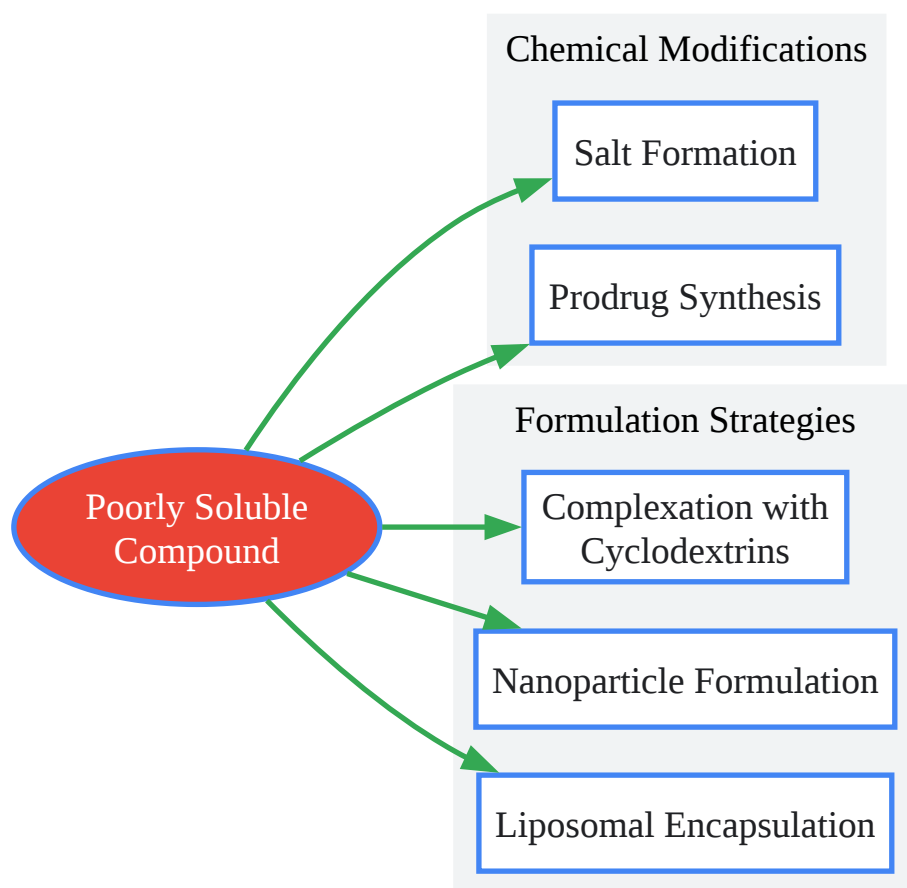 Chemical Modifications
Salt Formation
Prodrug Synthesis
Formulation Strategies
Poorly Soluble
Compound
Complexation with
Cyclodextrins
Nanoparticle Formulation
Liposomal Encapsulation